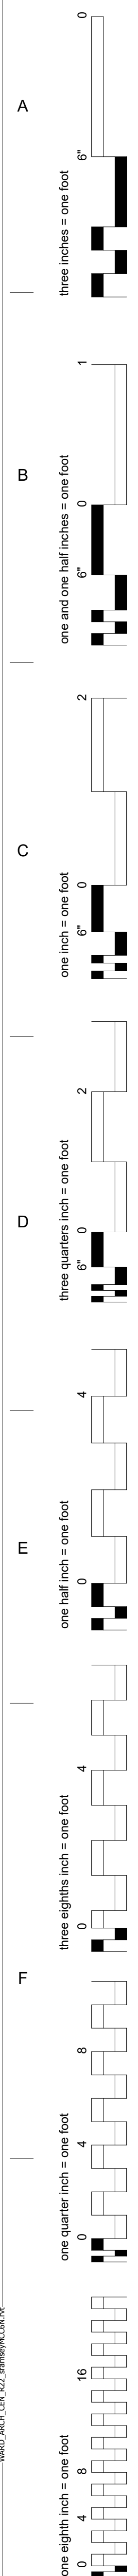 A
0
6"
three inches = one foot
B
1
0
6"
one and one half inches = one foot
C
2
0
6"
one inch = one foot
D
2
0
6"
three quarters inch = one foot
E
4
0
one half inch = one foot
4
0
three eighths inch = one foot
F
8
4
0
one quarter inch = one foot
16
8
4
0
one eighth inch = one foot